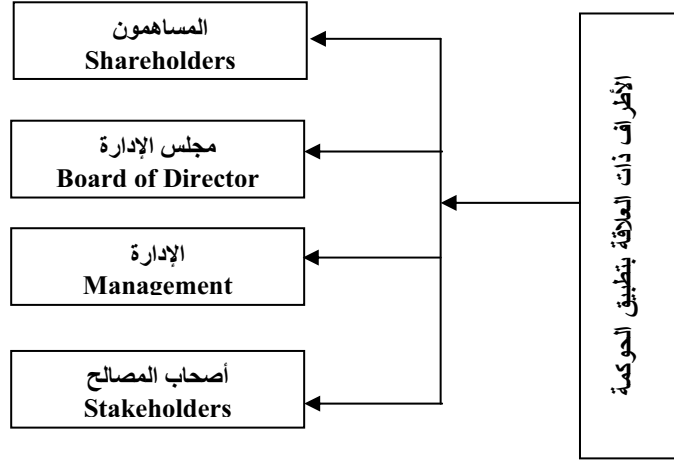 الأطراف ذات العلاقة بتطبيق الحوكمة
المساهمون
Shareholders
مجلس الإدارة
Board of Director
الإدارة
Management
أصحاب المصالح
Stakeholders